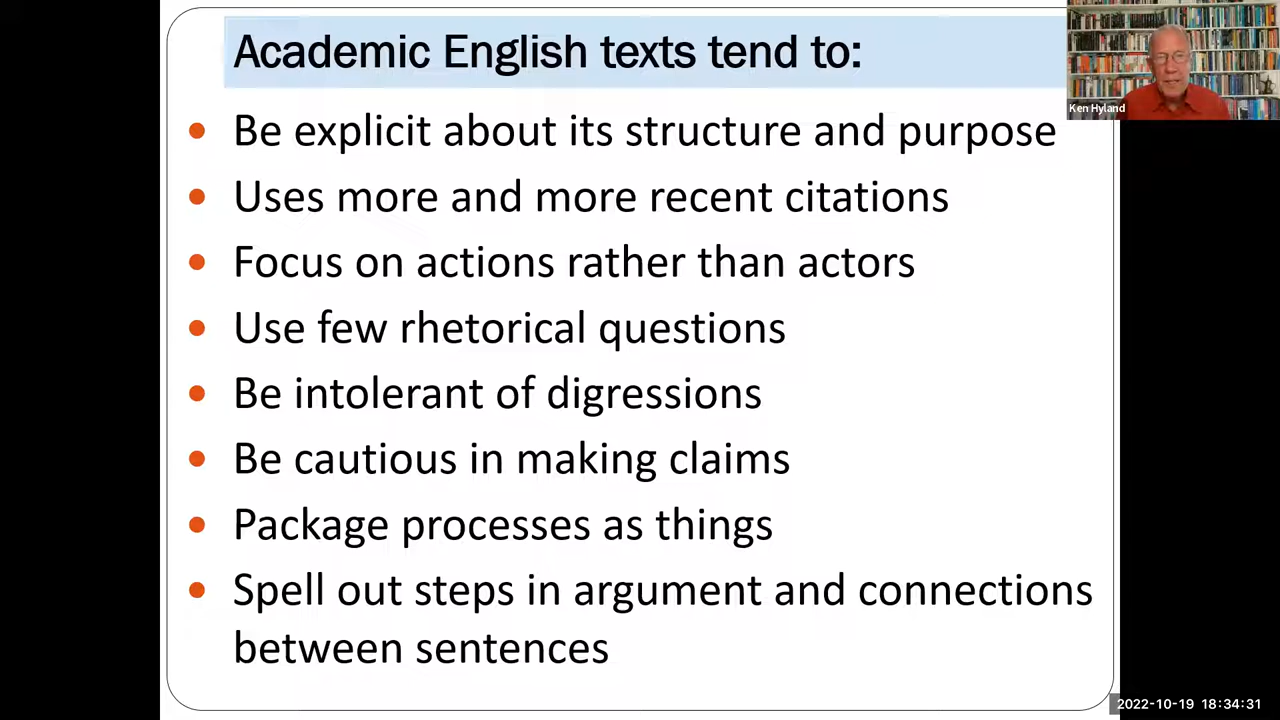 Academic English texts tend to:
Ken Hyland
• Be explicit about its structure and purpose
• Uses more and more recent citations
• Focus on actions rather than actors
• Use few rhetorical questions
• Be intolerant of digressions
• Be cautious in making claims
• Package processes as things
• Spell out steps in argument and connections
between sentences
2022-10-19 18:34:31